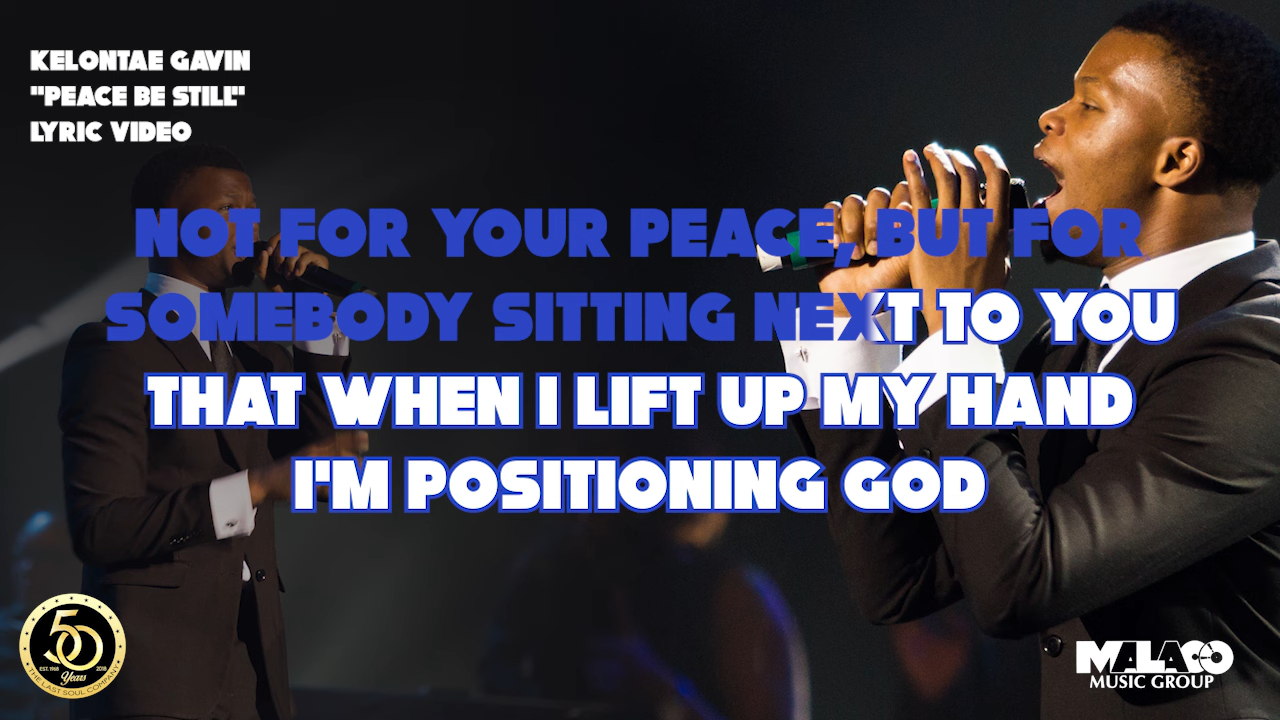 KELONTAE GAVIN
"PEACE BE STILL"
LYRIC VIDEO
NOT FOR YOUR PEACE, BUT FOR
SOMEBODY SITTING NEXT TO YOU
THAT WHEN I LIFT UP MY HAND
I'M POSITIONING GOD
50
EST. 1968 2018
Years
THE LAST SOUL COMPANY
MALACO
MUSIC GROUP